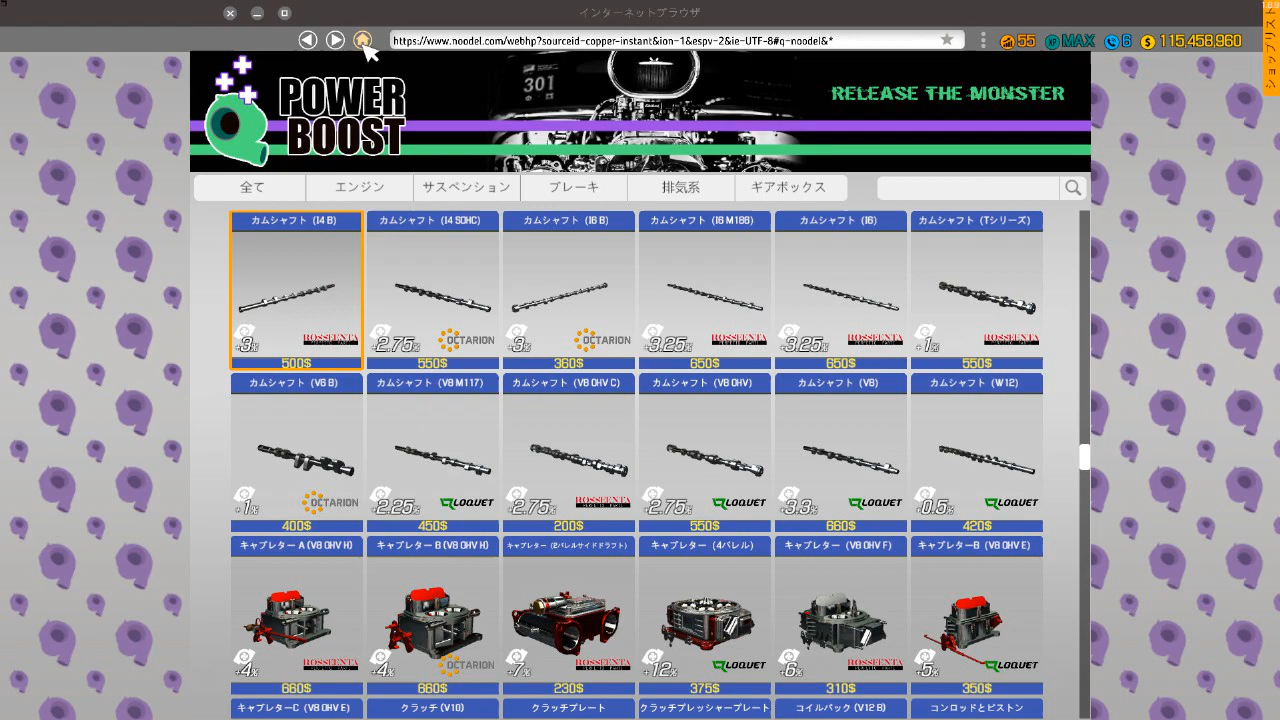 インターネットブラウザ
1.8.9
https://www.noodel.com/webhp?sourceid-copper-instant&ion-1&espv-2&ie-UTF-8#q-noodel&*
55 XP MAX 6 $ 115,458,960
ショップリスト
POWER BOOST
301
RELEASE THE MONSTER
全て エンジン サスペンション ブレーキ 排気系 ギアボックス
カムシャフト (I4 B) カムシャフト (I4 SOHC) カムシャフト (I6 B) カムシャフト (I6 M186) カムシャフト (I6) カムシャフト (Tシリーズ)
+3% +2.75% OCTARION +3% OCTARION +3.25% +3.25% +1%
500$ 550$ 360$ 650$ 650$ 550$
カムシャフト (V6 B) カムシャフト (V8 M117) カムシャフト (V8 OHV C) カムシャフト (V8 OHV) カムシャフト (V8) カムシャフト (W12)
+1% OCTARION +2.25% LOQUET +2.75% +2.75% LOQUET +3.3% LOQUET +0.5% LOQUET
400$ 450$ 200$ 550$ 660$ 420$
キャブレター A (V8 OHV H) キャブレター B (V8 OHV H) キャブレター (2バレルサイドドラフト) キャブレター (4バレル) キャブレター (V8 OHV F) キャブレターB (V8 OHV E)
+4% +4% OCTARION +7% +12% LOQUET +6% +5% LOQUET
660$ 660$ 230$ 375$ 310$ 350$
キャブレターC (V8 OHV E) クラッチ (V10) クラッチプレート クラッチプレッシャープレート コイルパック (V12 B) コンロッドとピストン